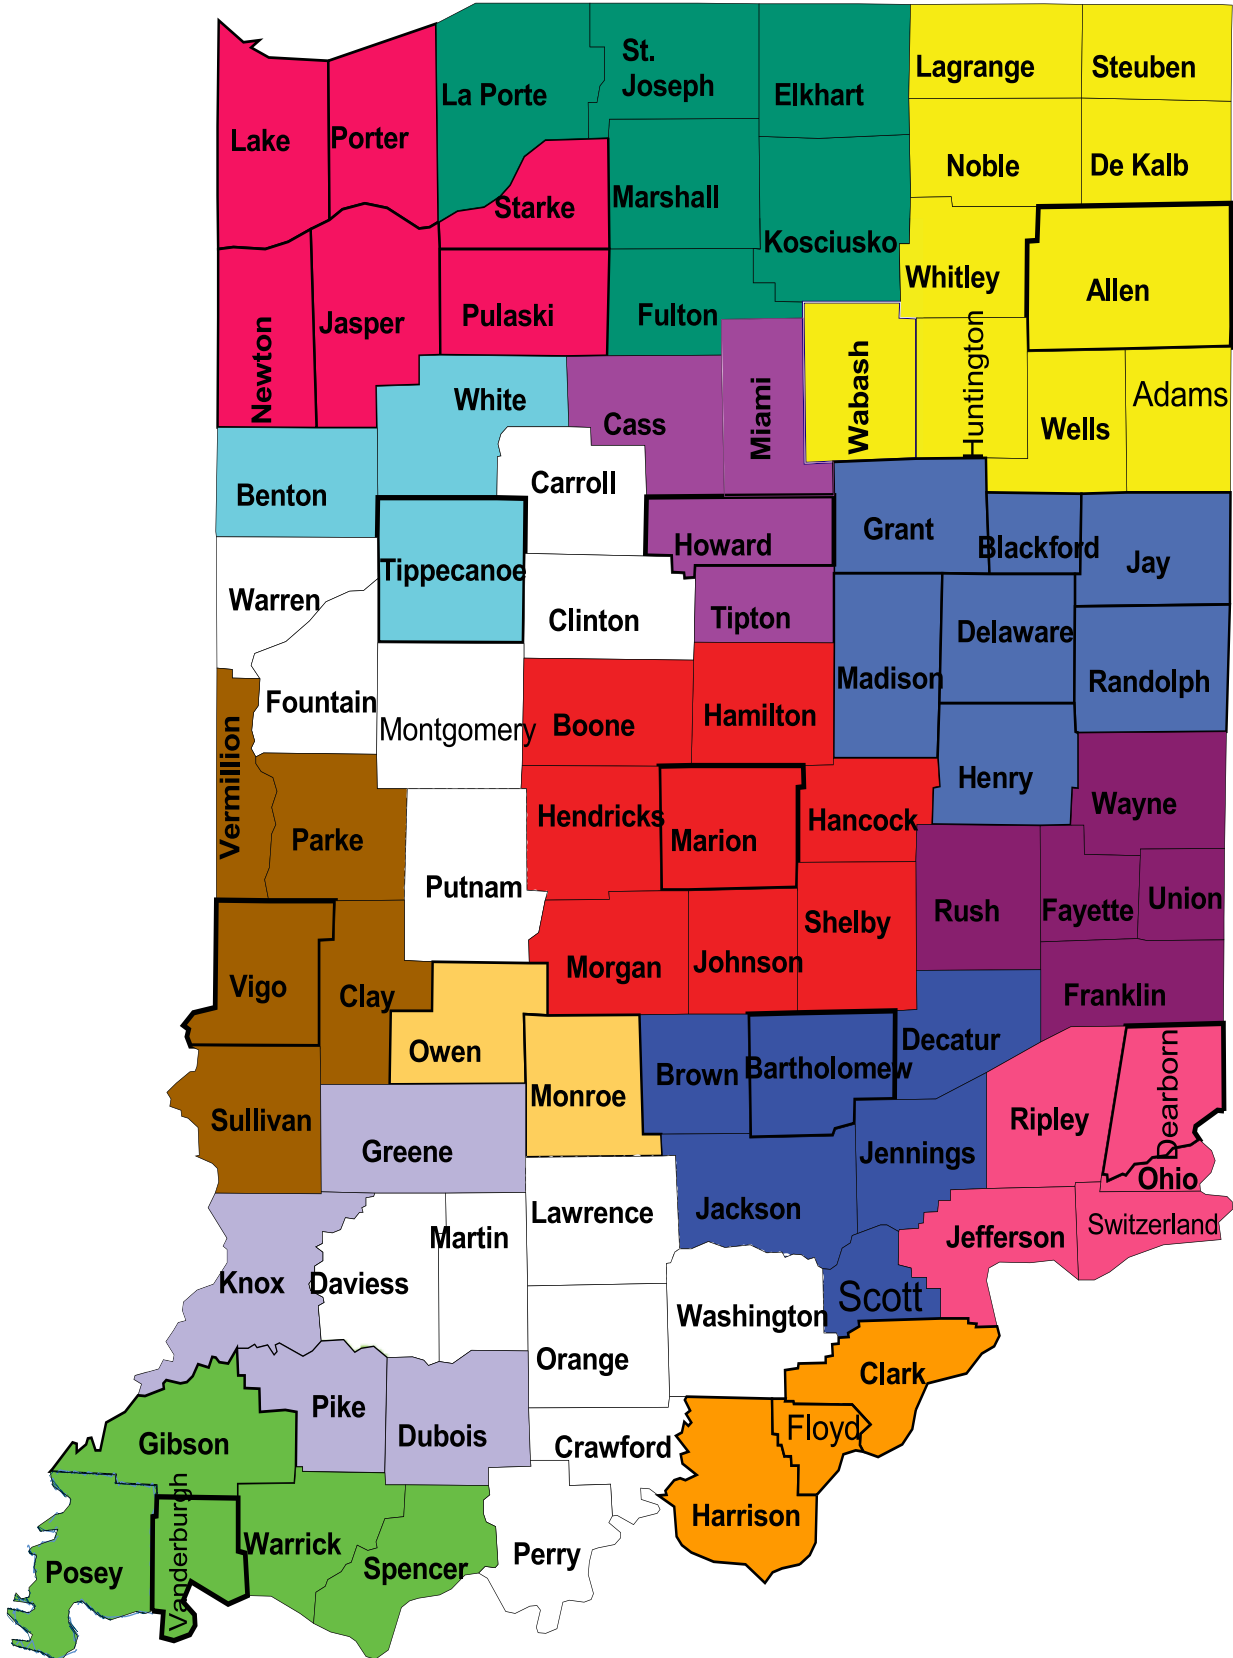 St.
Joseph
La Porte
Elkhart
Lagrange
Steuben
Lake
Porter
Noble
De Kalb
Starke
Marshall
Kosciusko
Whitley
Allen
Newton
Jasper
Pulaski
Fulton
White
Cass
Miami
Wabash
Huntington
Wells
Adams
Benton
Carroll
Tippecanoe
Howard
Grant
Blackford
Jay
Warren
Clinton
Tipton
Delaware
Madison
Randolph
Fountain
Montgomery
Boone
Hamilton
Vermillion
Parke
Hendricks
Marion
Hancock
Henry
Wayne
Putnam
Shelby
Rush
Fayette
Union
Vigo
Clay
Morgan
Johnson
Franklin
Owen
Monroe
Brown
Bartholomew
Decatur
Ripley
Dearborn
Sullivan
Greene
Jennings
Ohio
Lawrence
Jackson
Jefferson
Switzerland
Knox
Daviess
Martin
Washington
Scott
Orange
Clark
Gibson
Pike
Dubois
Crawford
Floyd
Harrison
Posey
Vanderburgh
Warrick
Spencer
Perry